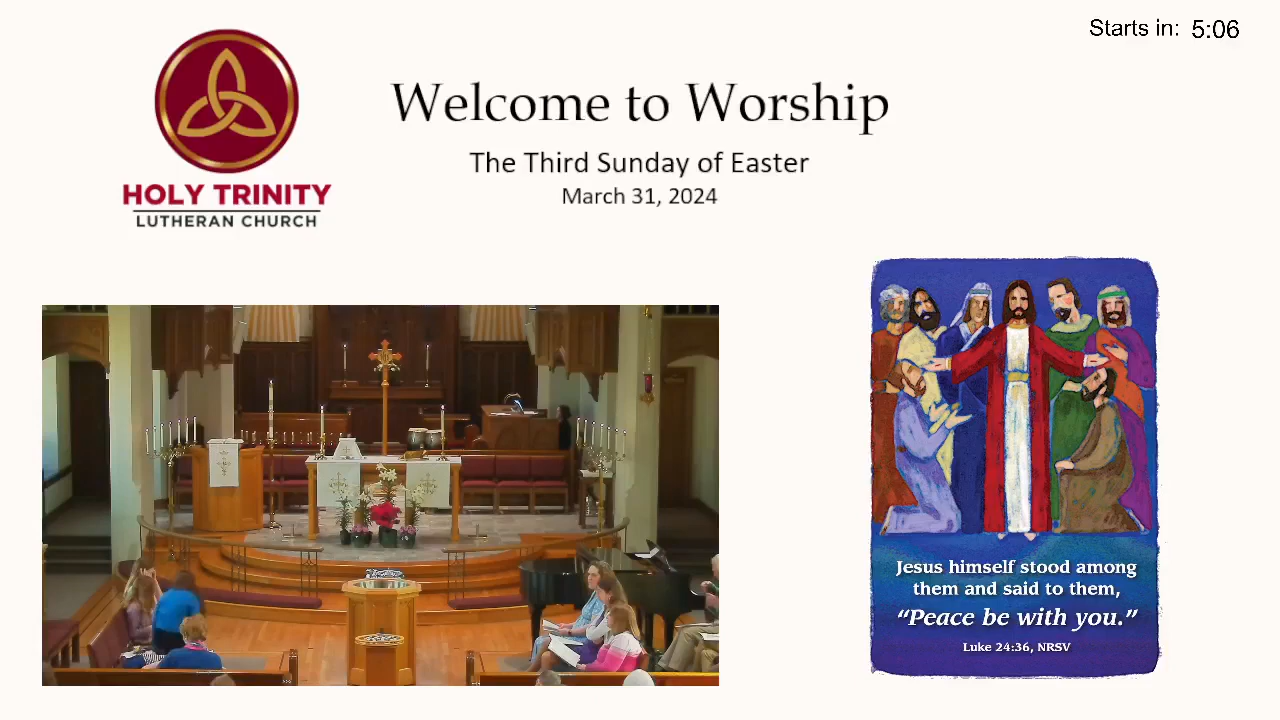 Starts in: 5:06
Welcome to Worship
The Third Sunday of Easter
March 31, 2024
HOLY TRINITY
LUTHERAN CHURCH
Jesus himself stood among
them and said to them,
“Peace be with you.”
Luke 24:36, NRSV